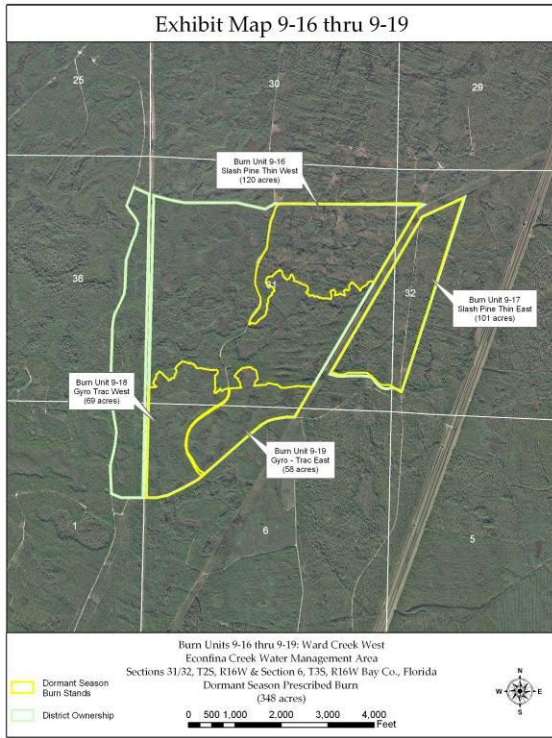 Exhibit Map 9-16 thru 9-19
25
30
29
Burn Unit 9-16
Slash Pine Thin West
(120 acres)
36
31
32
Burn Unit 9-17
Slash Pine Thin East
(101 acres)
Burn Unit 9-18
Gyro Trac West
(69 acres)
Burn Unit 9-19
Gyro - Trac East
(58 acres)
1
6
5
Burn Units 9-16 thru 9-19: Ward Creek West
Econfina Creek Water Management Area
Sections 31/32, T2S, R16W & Section 6, T3S, R16W Bay Co., Florida
Dormant Season Prescribed Burn
(348 acres)
Dormant Season
Burn Stands
District Ownership
0 500 1,000 2,000 3,000 4,000
Feet
N
W E
S